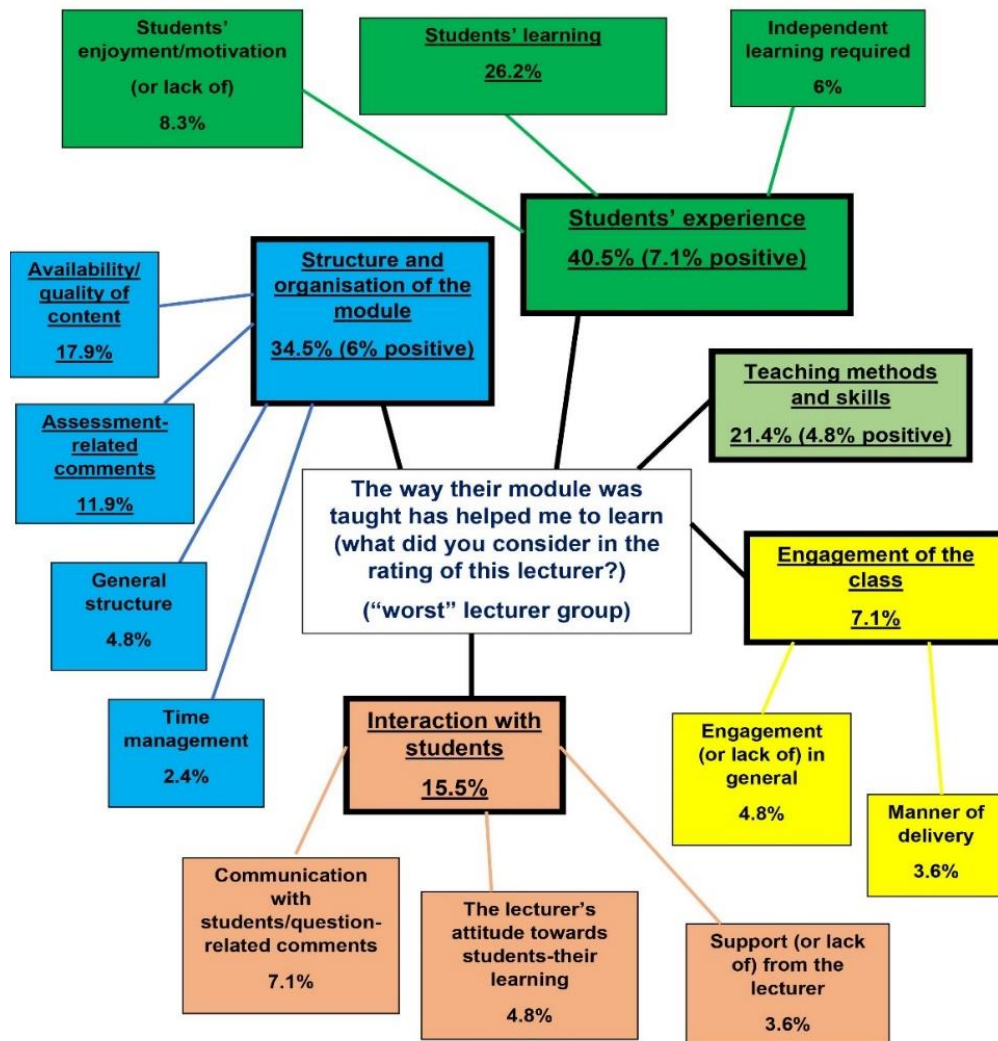 Students'
enjoyment/motivation
(or lack of)
8.3%
Students' learning
26.2%
Independent
learning required
6%
Students' experience
40.5% (7.1% positive)
Structure and
organisation of the
module
34.5% (6% positive)
Availability/
quality of
content
17.9%
Assessment-
related
comments
11.9%
General
structure
4.8%
Time
management
2.4%
Teaching methods
and skills
21.4% (4.8% positive)
The way their module was
taught has helped me to learn
(what did you consider in the
rating of this lecturer?)
(“worst” lecturer group)
Engagement of the
class
7.1%
Engagement
(or lack of) in
general
4.8%
Manner of
delivery
3.6%
Interaction with
students
15.5%
Communication
with
students/question-
related comments
7.1%
The lecturer's
attitude towards
students-their
learning
4.8%
Support (or lack
of) from the
lecturer
3.6%